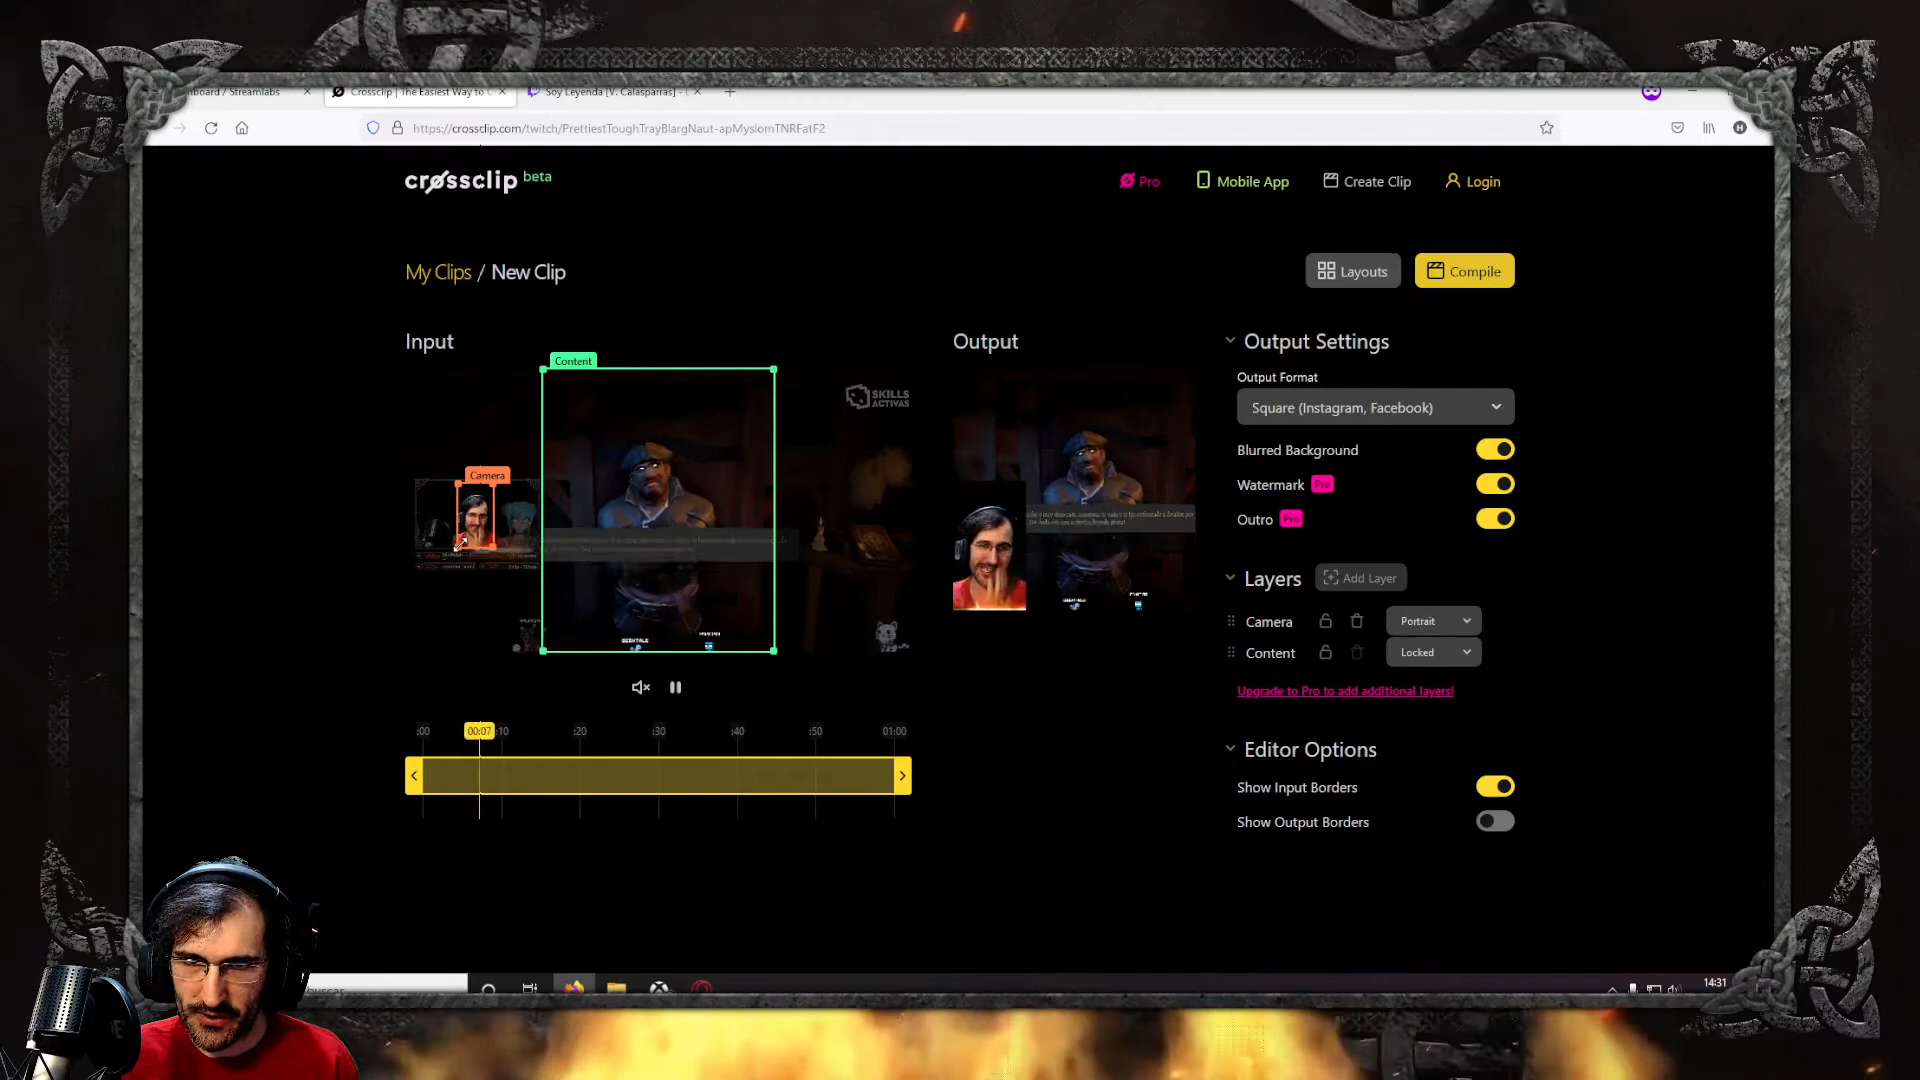 board / Streamlabs
Crossclip | The Easiest Way to
Soy Leyenda [V. Calasparras] -
https://crossclip.com/twitch/PrettiestToughTrayBlargNaut-apMyslomTNRFatF2
crossclip beta
Pro
Mobile App
Create Clip
Login
My Clips / New Clip
Layouts
Compile
Input
Output
Output Settings
Content
SKILLS
ACTIVAS
Output Format
Square (Instagram, Facebook)
Blurred Background
Camera
Watermark Pro
Outro Pro
Layers
Add Layer
Camera
Portrait
Content
Locked
Upgrade to Pro to add additional layers!
:00
00:07
:10
:20
:30
:40
:50
01:00
Editor Options
Show Input Borders
Show Output Borders
buscar
14:31